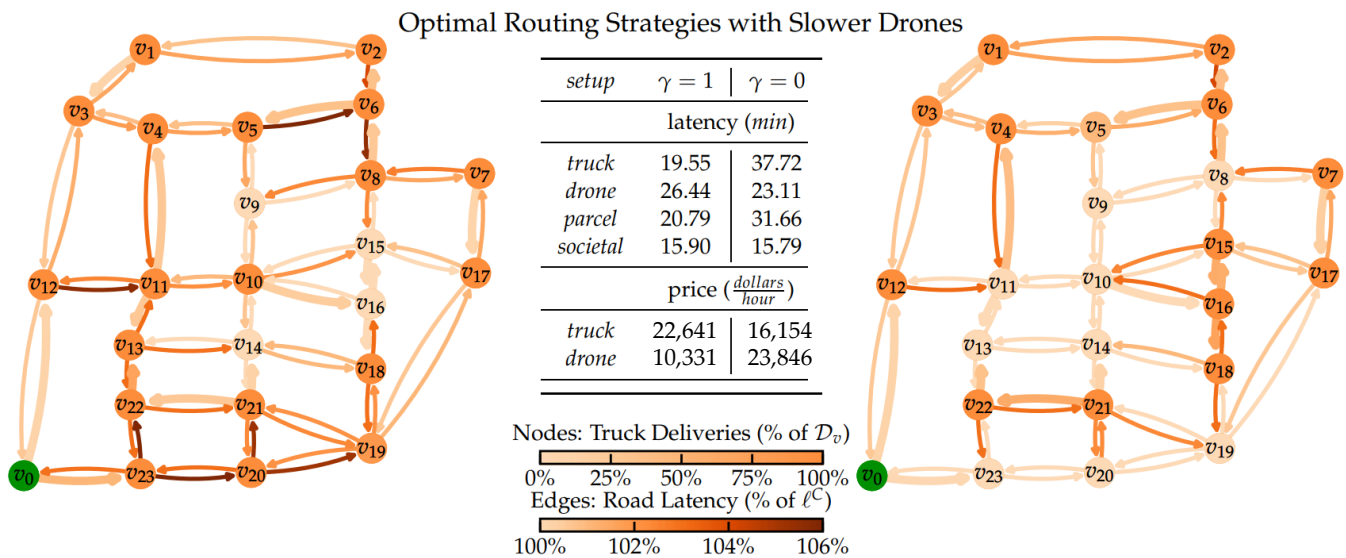 Optimal Routing Strategies with Slower Drones
v1
v2
v3
v4
v5
v6
v7
v8
v9
v10
v11
v12
v13
v14
v15
v16
v17
v18
v19
v20
v21
v22
v23
v0
setup γ = 1 γ = 0
latency (min)
truck 19.55 37.72
drone 26.44 23.11
parcel 20.79 31.66
societal 15.90 15.79
price (dollars/hour)
truck 22,641 16,154
drone 10,331 23,846
Nodes: Truck Deliveries (% of 𝒟v)
0% 25% 50% 75% 100%
Edges: Road Latency (% of ℓC)
100% 102% 104% 106%
v1
v2
v3
v4
v5
v6
v7
v8
v9
v10
v11
v12
v13
v14
v15
v16
v17
v18
v19
v20
v21
v22
v23
v0